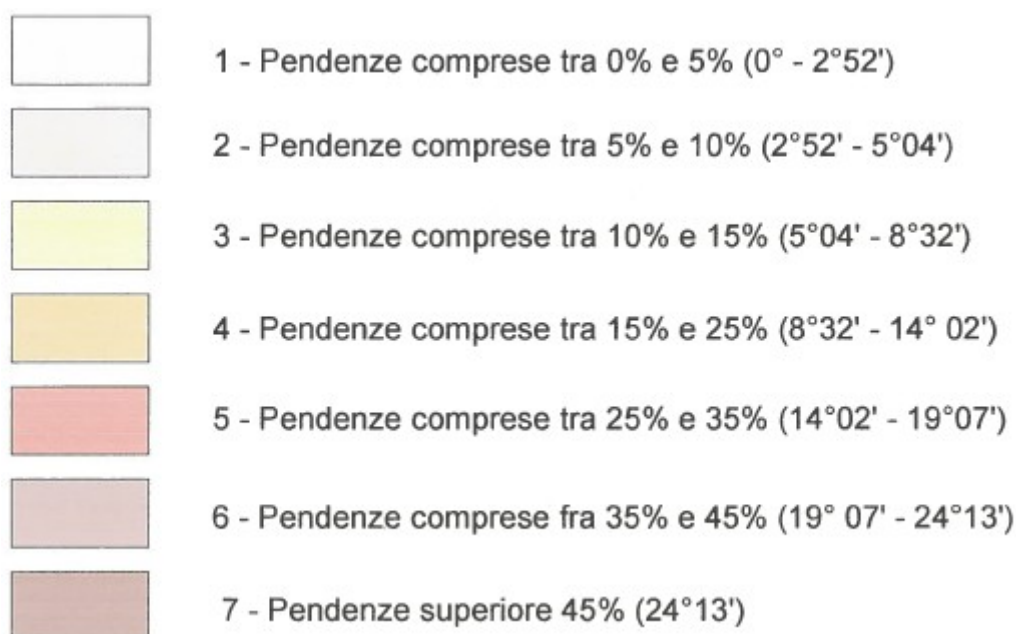 1 - Pendenze comprese tra 0% e 5% (0° - 2°52')
2 - Pendenze comprese tra 5% e 10% (2°52' - 5°04')
3 - Pendenze comprese tra 10% e 15% (5°04' - 8°32')
4 - Pendenze comprese tra 15% e 25% (8°32' - 14° 02')
5 - Pendenze comprese tra 25% e 35% (14°02' - 19°07')
6 - Pendenze comprese fra 35% e 45% (19° 07' - 24°13')
7 - Pendenze superiore 45% (24°13')